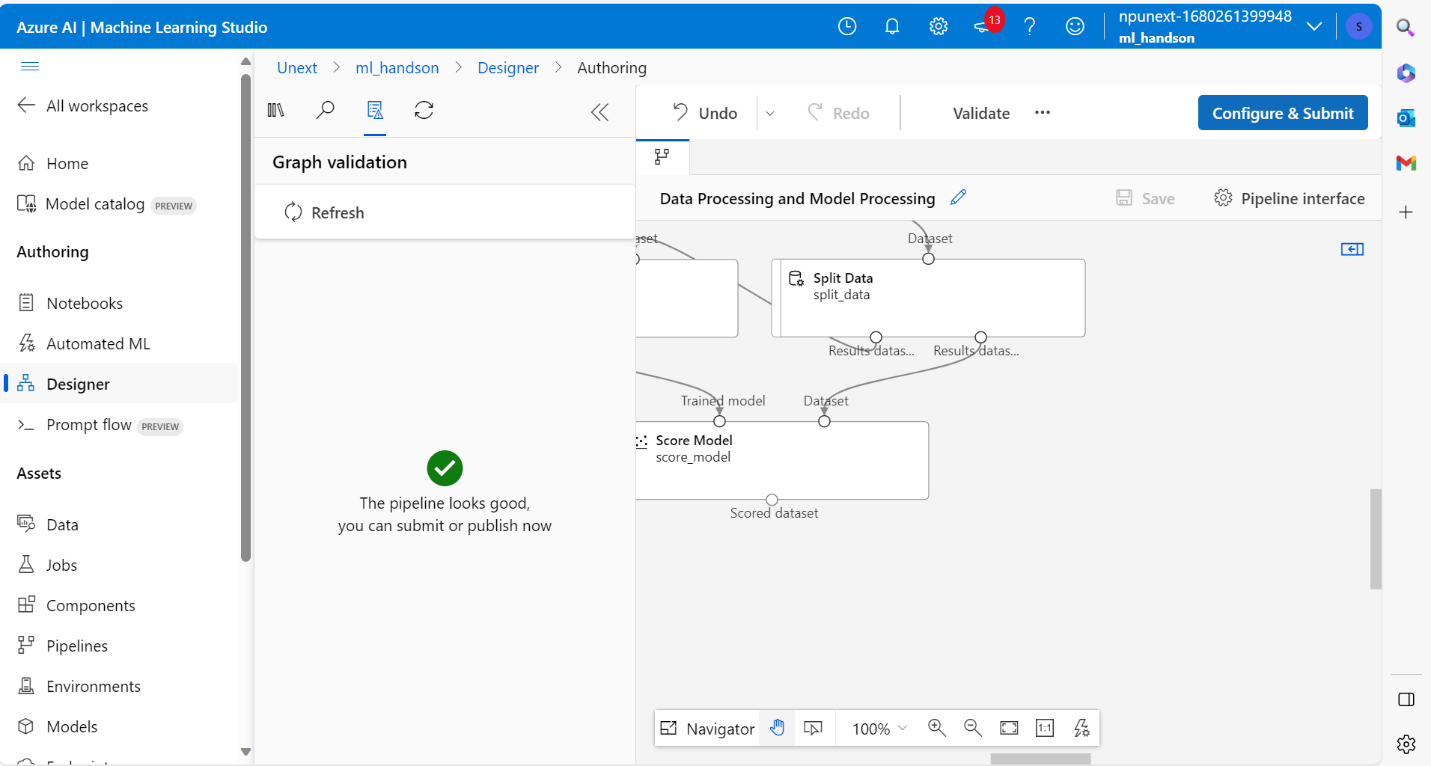 Azure AI | Machine Learning Studio
13
npunext-1680261399948
ml_handson
S
Unext > ml_handson > Designer > Authoring
All workspaces
Home
Model catalog PREVIEW
Authoring
Notebooks
Automated ML
Designer
Prompt flow PREVIEW
Assets
Data
Jobs
Components
Pipelines
Environments
Models
Graph validation
Refresh
The pipeline looks good,
you can submit or publish now
Undo
Redo
Validate
Configure & Submit
Data Processing and Model Processing
Save
Pipeline interface
Dataset
Split Data
split_data
Results datas...
Results datas...
Trained model
Dataset
Score Model
score_model
Scored dataset
Navigator
100%
1:1